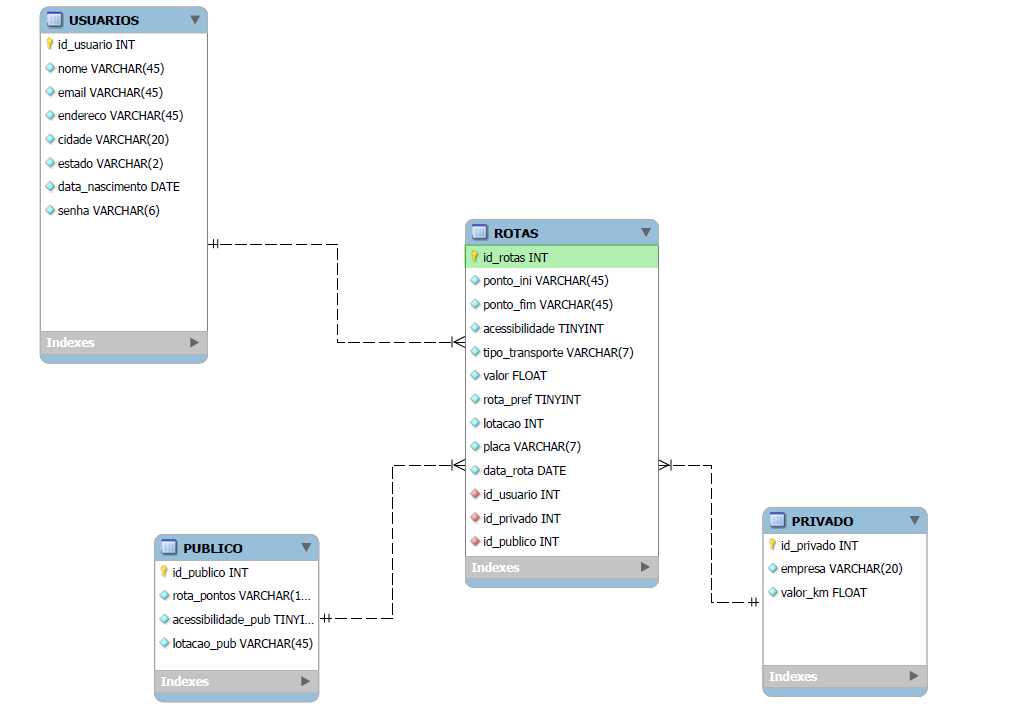 USUARIOS
id_usuario INT
nome VARCHAR(45)
email VARCHAR(45)
endereco VARCHAR(45)
cidade VARCHAR(20)
estado VARCHAR(2)
data_nascimento DATE
senha VARCHAR(6)
Indexes
ROTAS
id_rotas INT
ponto_ini VARCHAR(45)
ponto_fim VARCHAR(45)
acessibilidade TINYINT
tipo_transporte VARCHAR(7)
valor FLOAT
rota_pref TINYINT
lotacao INT
placa VARCHAR(7)
data_rota DATE
id_usuario INT
id_privado INT
id_publico INT
Indexes
PUBLICO
id_publico INT
rota_pontos VARCHAR(1...
acessibilidade_pub TINYI...
lotacao_pub VARCHAR(45)
Indexes
PRIVADO
id_privado INT
empresa VARCHAR(20)
valor_km FLOAT
Indexes